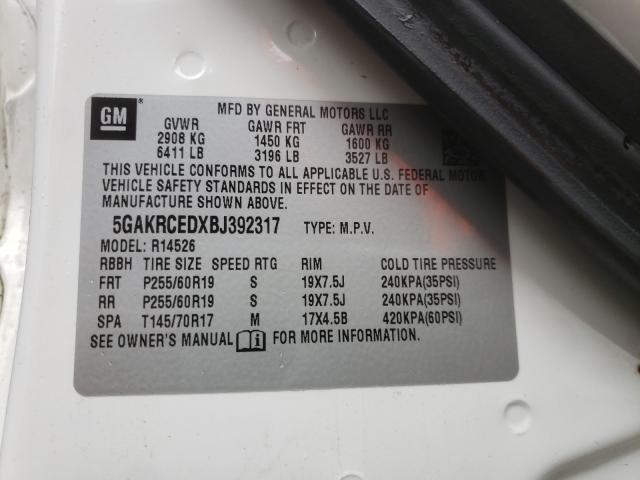 GM
MFD BY GENERAL MOTORS LLC
GVWR GAWR FRT GAWR RR
2908 KG 1450 KG 1600 KG
6411 LB 3196 LB 3527 LB
THIS VEHICLE CONFORMS TO ALL APPLICABLE U.S. FEDERAL MOTOR
VEHICLE SAFETY STANDARDS IN EFFECT ON THE DATE OF
MANUFACTURE SHOWN ABOVE.
5GAKRCEDXBJ392317 TYPE: M.P.V.
MODEL: R14526
RBBH TIRE SIZE SPEED RTG RIM COLD TIRE PRESSURE
FRT P255/60R19 S 19X7.5J 240KPA(35PSI)
RR P255/60R19 S 19X7.5J 240KPA(35PSI)
SPA T145/70R17 M 17X4.5B 420KPA(60PSI)
SEE OWNER'S MANUAL i FOR MORE INFORMATION.